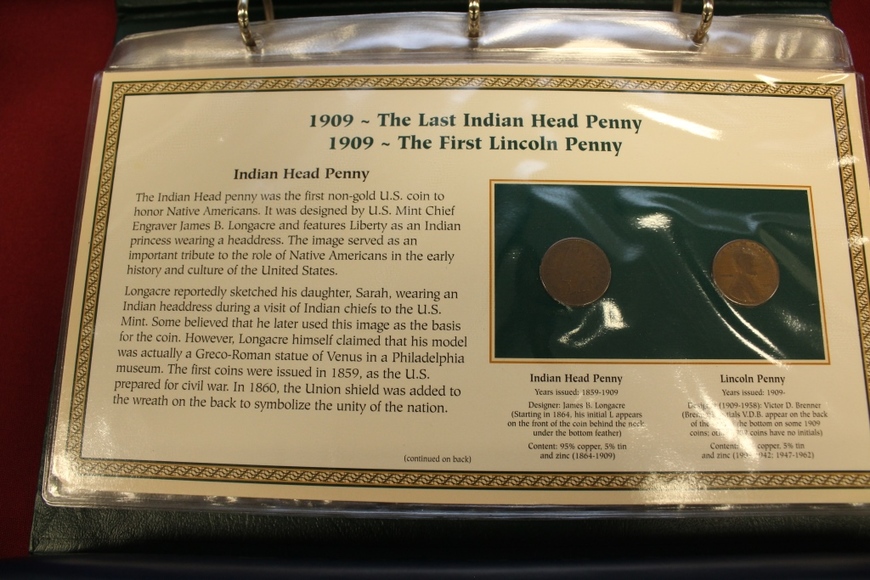 1909 ~ The Last Indian Head Penny
1909 ~ The First Lincoln Penny
Indian Head Penny
The Indian Head penny was the first non-gold U.S. coin to
honor Native Americans. It was designed by U.S. Mint Chief
Engraver James B. Longacre and features Liberty as an Indian
princess wearing a headdress. The image served as an
important tribute to the role of Native Americans in the early
history and culture of the United States.
Longacre reportedly sketched his daughter, Sarah, wearing an
Indian headdress during a visit of Indian chiefs to the U.S.
Mint. Some believed that he later used this image as the basis
for the coin. However, Longacre himself claimed that his model
was actually a Greco-Roman statue of Venus in a Philadelphia
museum. The first coins were issued in 1859, as the U.S.
prepared for civil war. In 1860, the Union shield was added to
the wreath on the back to symbolize the unity of the nation.
(continued on back)
Indian Head Penny
Years issued: 1859-1909
Designer: James B. Longacre
(Starting in 1864, his initial L appears
on the front of the coin behind the neck
under the bottom feather)
Content: 95% copper, 5% tin
and zinc (1864-1909)
Lincoln Penny
Years issued: 1909-
(1909-1958): Victor D. Brenner
V.D.B. appear on the back
of the bottom on some 1909
coins; coins have no initials)
copper, 5% tin
and zinc 1947-1962)